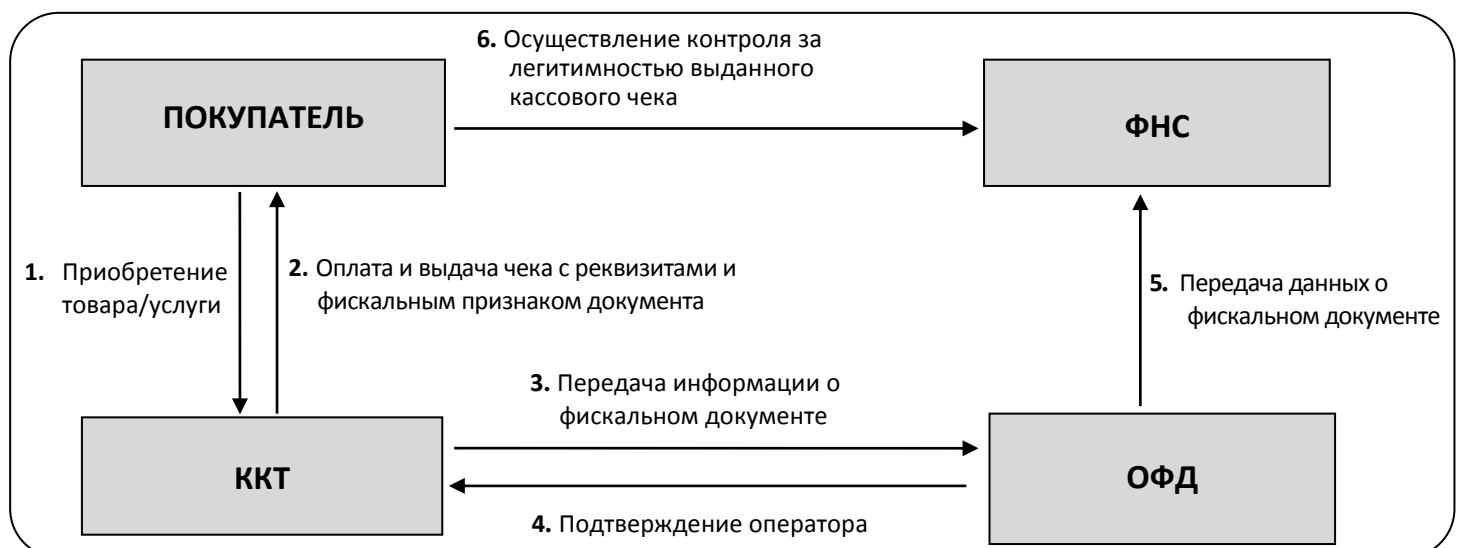 6. Осуществление контроля за
легитимностью выданного
кассового чека
ПОКУПАТЕЛЬ
ФНС
1. Приобретение
товара/услуги
2. Оплата и выдача чека с реквизитами и
фискальным признаком документа
5. Передача данных о
фискальном документе
3. Передача информации о
фискальном документе
ККТ
ОФД
4. Подтверждение оператора